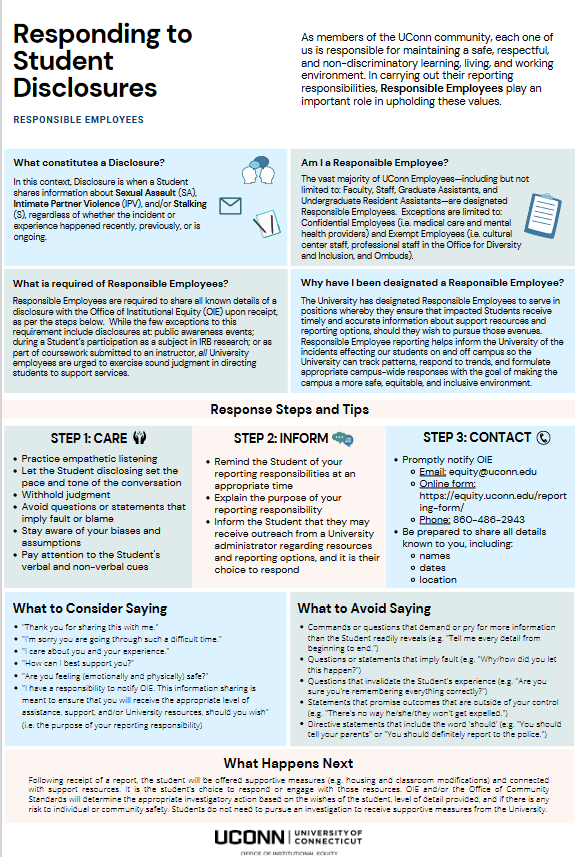 Responding to
Student
Disclosures
RESPONSIBLE EMPLOYEES
As members of the UConn community, each one of
us is responsible for maintaining a safe, respectful,
and non-discriminatory learning, living, and working
environment. In carrying out their reporting
responsibilities, Responsible Employees play an
important role in upholding these values.
What constitutes a Disclosure?
In this context, Disclosure is when a Student
shares information about Sexual Assault (SA),
Intimate Partner Violence (IPV), and/or Stalking
(S), regardless of whether the incident or
experience happened recently, previously, or is
ongoing.
Am I a Responsible Employee?
The vast majority of UConn Employees—including but not
limited to: Faculty, Staff, Graduate Assistants, and
Undergraduate Resident Assistants—are designated
Responsible Employees. Exceptions are limited to:
Confidential Employees (i.e. medical care and mental
health providers) and Exempt Employees (i.e. cultural
center staff, professional staff in the Office for Diversity
and Inclusion, and Ombuds).
What is required of Responsible Employees?
Responsible Employees are required to share all known details of a
disclosure with the Office of Institutional Equity (OIE) upon receipt,
as per the steps below. While the few exceptions to this
requirement include disclosures at: public awareness events;
during a Student's participation as a subject in IRB research; or as
part of coursework submitted to an instructor, all University
employees are urged to exercise sound judgment in directing
students to support services.
Why have I been designated a Responsible Employee?
The University has designated Responsible Employees to serve in
positions whereby they ensure that impacted Students receive
timely and accurate information about support resources and
reporting options, should they wish to pursue those avenues.
Responsible Employee reporting helps inform the University of the
incidents effecting our students on and off campus so the
University can track patterns, respond to trends, and formulate
appropriate campus-wide responses with the goal of making the
campus a more safe, equitable, and inclusive environment.
Response Steps and Tips
STEP 1: CARE
• Practice empathetic listening
• Let the Student disclosing set the
pace and tone of the conversation
• Withhold judgment
• Avoid questions or statements that
imply fault or blame
• Stay aware of your biases and
assumptions
• Pay attention to the Student's
verbal and non-verbal cues
STEP 2: INFORM
• Remind the Student of your
reporting responsibilities at an
appropriate time
• Explain the purpose of your
reporting responsibility
• Inform the Student that they may
receive outreach from a University
administrator regarding resources
and reporting options, and it is their
choice to respond
STEP 3: CONTACT
• Promptly notify OIE
○ Email: equity@uconn.edu
○ Online form:
https://equity.uconn.edu/report
ing-form/
○ Phone: 860-486-2943
• Be prepared to share all details
known to you, including:
○ names
○ dates
○ location
What to Consider Saying
• "Thank you for sharing this with me."
• "I'm sorry you are going through such a difficult time."
• "I care about you and your experience."
• "How can I best support you?"
• "Are you feeling (emotionally and physically) safe?"
• "I have a responsibility to notify OIE. This information sharing is
meant to ensure that you will receive the appropriate level of
assistance, support, and/or University resources, should you wish"
(i.e. the purpose of your reporting responsibility)
What to Avoid Saying
• Commands or questions that demand or pry for more information
than the Student readily reveals (e.g. "Tell me every detail from
beginning to end.")
• Questions or statements that imply fault (e.g. "Why/how did you let
this happen?")
• Questions that invalidate the Student's experience (e.g. "Are you
sure you're remembering everything correctly?")
• Statements that promise outcomes that are outside of your control
(e.g. "There's no way he/she/they won't get expelled.")
• Directive statements that include the word 'should' (e.g. "You should
tell your parents" or "You should definitely report to the police.")
What Happens Next
Following receipt of a report, the student will be offered supportive measures (e.g. housing and classroom modifications) and connected
with support resources. It is the student's choice to respond or engage with those resources. OIE and/or the Office of Community
Standards will determine the appropriate investigatory action based on the wishes of the student, level of detail provided, and if there is any
risk to individual or community safety. Students do not need to pursue an investigation to receive supportive measures from the University.
UCONN | UNIVERSITY OF
CONNECTICUT
OFFICE OF INSTITUTIONAL EQUITY